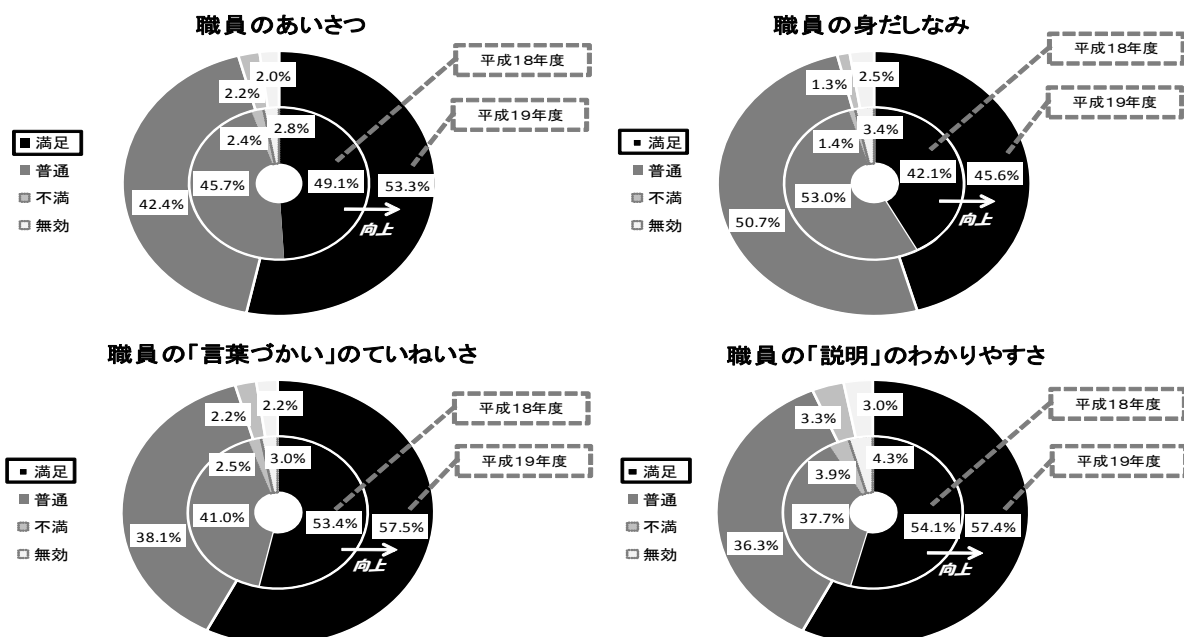 職員のあいさつ
平成18年度
平成19年度
満足
普通
不満
無効
2.0%
2.2%
2.8%
2.4%
45.7%
49.1%
53.3%
42.4%
向上
職員の身だしなみ
平成18年度
平成19年度
満足
普通
不満
無効
2.5%
1.3%
3.4%
1.4%
42.1%
45.6%
53.0%
50.7%
向上
職員の「言葉づかい」のていねいさ
平成18年度
平成19年度
満足
普通
不満
無効
2.2%
2.2%
3.0%
2.5%
41.0%
53.4%
57.5%
38.1%
向上
職員の「説明」のわかりやすさ
平成18年度
平成19年度
満足
普通
不満
無効
3.0%
3.3%
4.3%
3.9%
37.7%
54.1%
57.4%
36.3%
向上